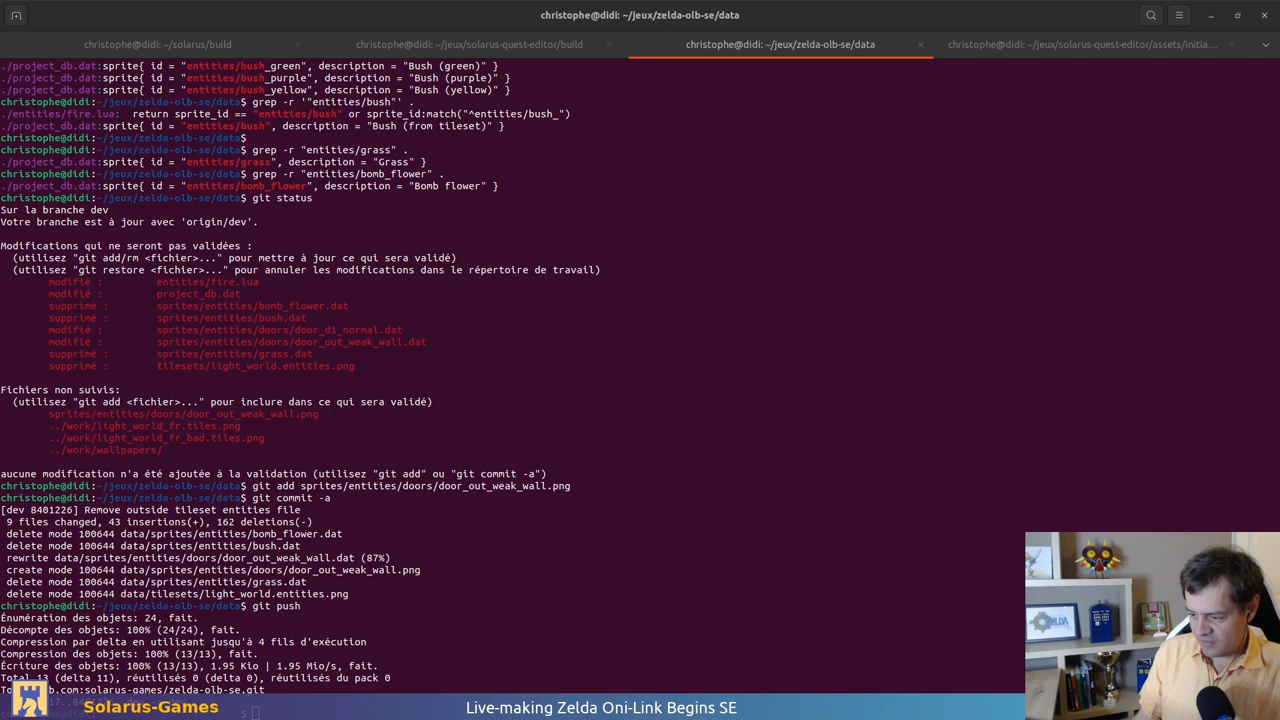 christophe@didi: ~/jeux/zelda-olb-se/data
christophe@didi: ~/solarus/build
christophe@didi: ~/jeux/solarus-quest-editor/build
christophe@didi: ~/jeux/zelda-olb-se/data
christophe@didi: ~/jeux/solarus-quest-editor/assets/initia...
./project_db.dat:sprite{ id = "entities/bush_green", description = "Bush (green)" }
./project_db.dat:sprite{ id = "entities/bush_purple", description = "Bush (purple)" }
./project_db.dat:sprite{ id = "entities/bush_yellow", description = "Bush (yellow)" }
christophe@didi:~/jeux/zelda-olb-se/data$ grep -r '"entities/bush"' .
./entities/fire.lua:  return sprite_id == "entities/bush" or sprite_id:match("^entities/bush_")
./project_db.dat:sprite{ id = "entities/bush", description = "Bush (from tileset)" }
christophe@didi:~/jeux/zelda-olb-se/data$
christophe@didi:~/jeux/zelda-olb-se/data$ grep -r "entities/grass" .
./project_db.dat:sprite{ id = "entities/grass", description = "Grass" }
christophe@didi:~/jeux/zelda-olb-se/data$ grep -r "entities/bomb_flower" .
./project_db.dat:sprite{ id = "entities/bomb_flower", description = "Bomb flower" }
christophe@didi:~/jeux/zelda-olb-se/data$ git status
Sur la branche dev
Votre branche est à jour avec 'origin/dev'.
Modifications qui ne seront pas validées :
(utilisez "git add/rm <fichier>..." pour mettre à jour ce qui sera validé)
(utilisez "git restore <fichier>..." pour annuler les modifications dans le répertoire de travail)
modifié :         entities/fire.lua
modifié :         project_db.dat
supprimé :        sprites/entities/bomb_flower.dat
supprimé :        sprites/entities/bush.dat
modifié :         sprites/entities/doors/door_d1_normal.dat
modifié :         sprites/entities/doors/door_out_weak_wall.dat
supprimé :        sprites/entities/grass.dat
supprimé :        tilesets/light_world.entities.png
Fichiers non suivis:
(utilisez "git add <fichier>..." pour inclure dans ce qui sera validé)
sprites/entities/doors/door_out_weak_wall.png
../work/light_world_fr.tiles.png
../work/light_world_fr_bad.tiles.png
../work/wallpapers/
aucune modification n'a été ajoutée à la validation (utilisez "git add" ou "git commit -a")
christophe@didi:~/jeux/zelda-olb-se/data$ git add sprites/entities/doors/door_out_weak_wall.png
christophe@didi:~/jeux/zelda-olb-se/data$ git commit -a
[dev 8401226] Remove outside tileset entities file
9 files changed, 43 insertions(+), 162 deletions(-)
delete mode 100644 data/sprites/entities/bomb_flower.dat
delete mode 100644 data/sprites/entities/bush.dat
rewrite data/sprites/entities/doors/door_out_weak_wall.dat (87%)
create mode 100644 data/sprites/entities/doors/door_out_weak_wall.png
delete mode 100644 data/sprites/entities/grass.dat
delete mode 100644 data/tilesets/light_world.entities.png
christophe@didi:~/jeux/zelda-olb-se/data$ git push
Énumération des objets: 24, fait.
Décompte des objets: 100% (24/24), fait.
Compression par delta en utilisant jusqu'à 4 fils d'exécution
Compression des objets: 100% (13/13), fait.
Écriture des objets: 100% (13/13), 1.95 Kio | 1.95 Mio/s, fait.
Total 13 (delta 11), réutilisés 0 (delta 0), réutilisés du pack 0
Solarus-Games
Live-making Zelda Oni-Link Begins SE